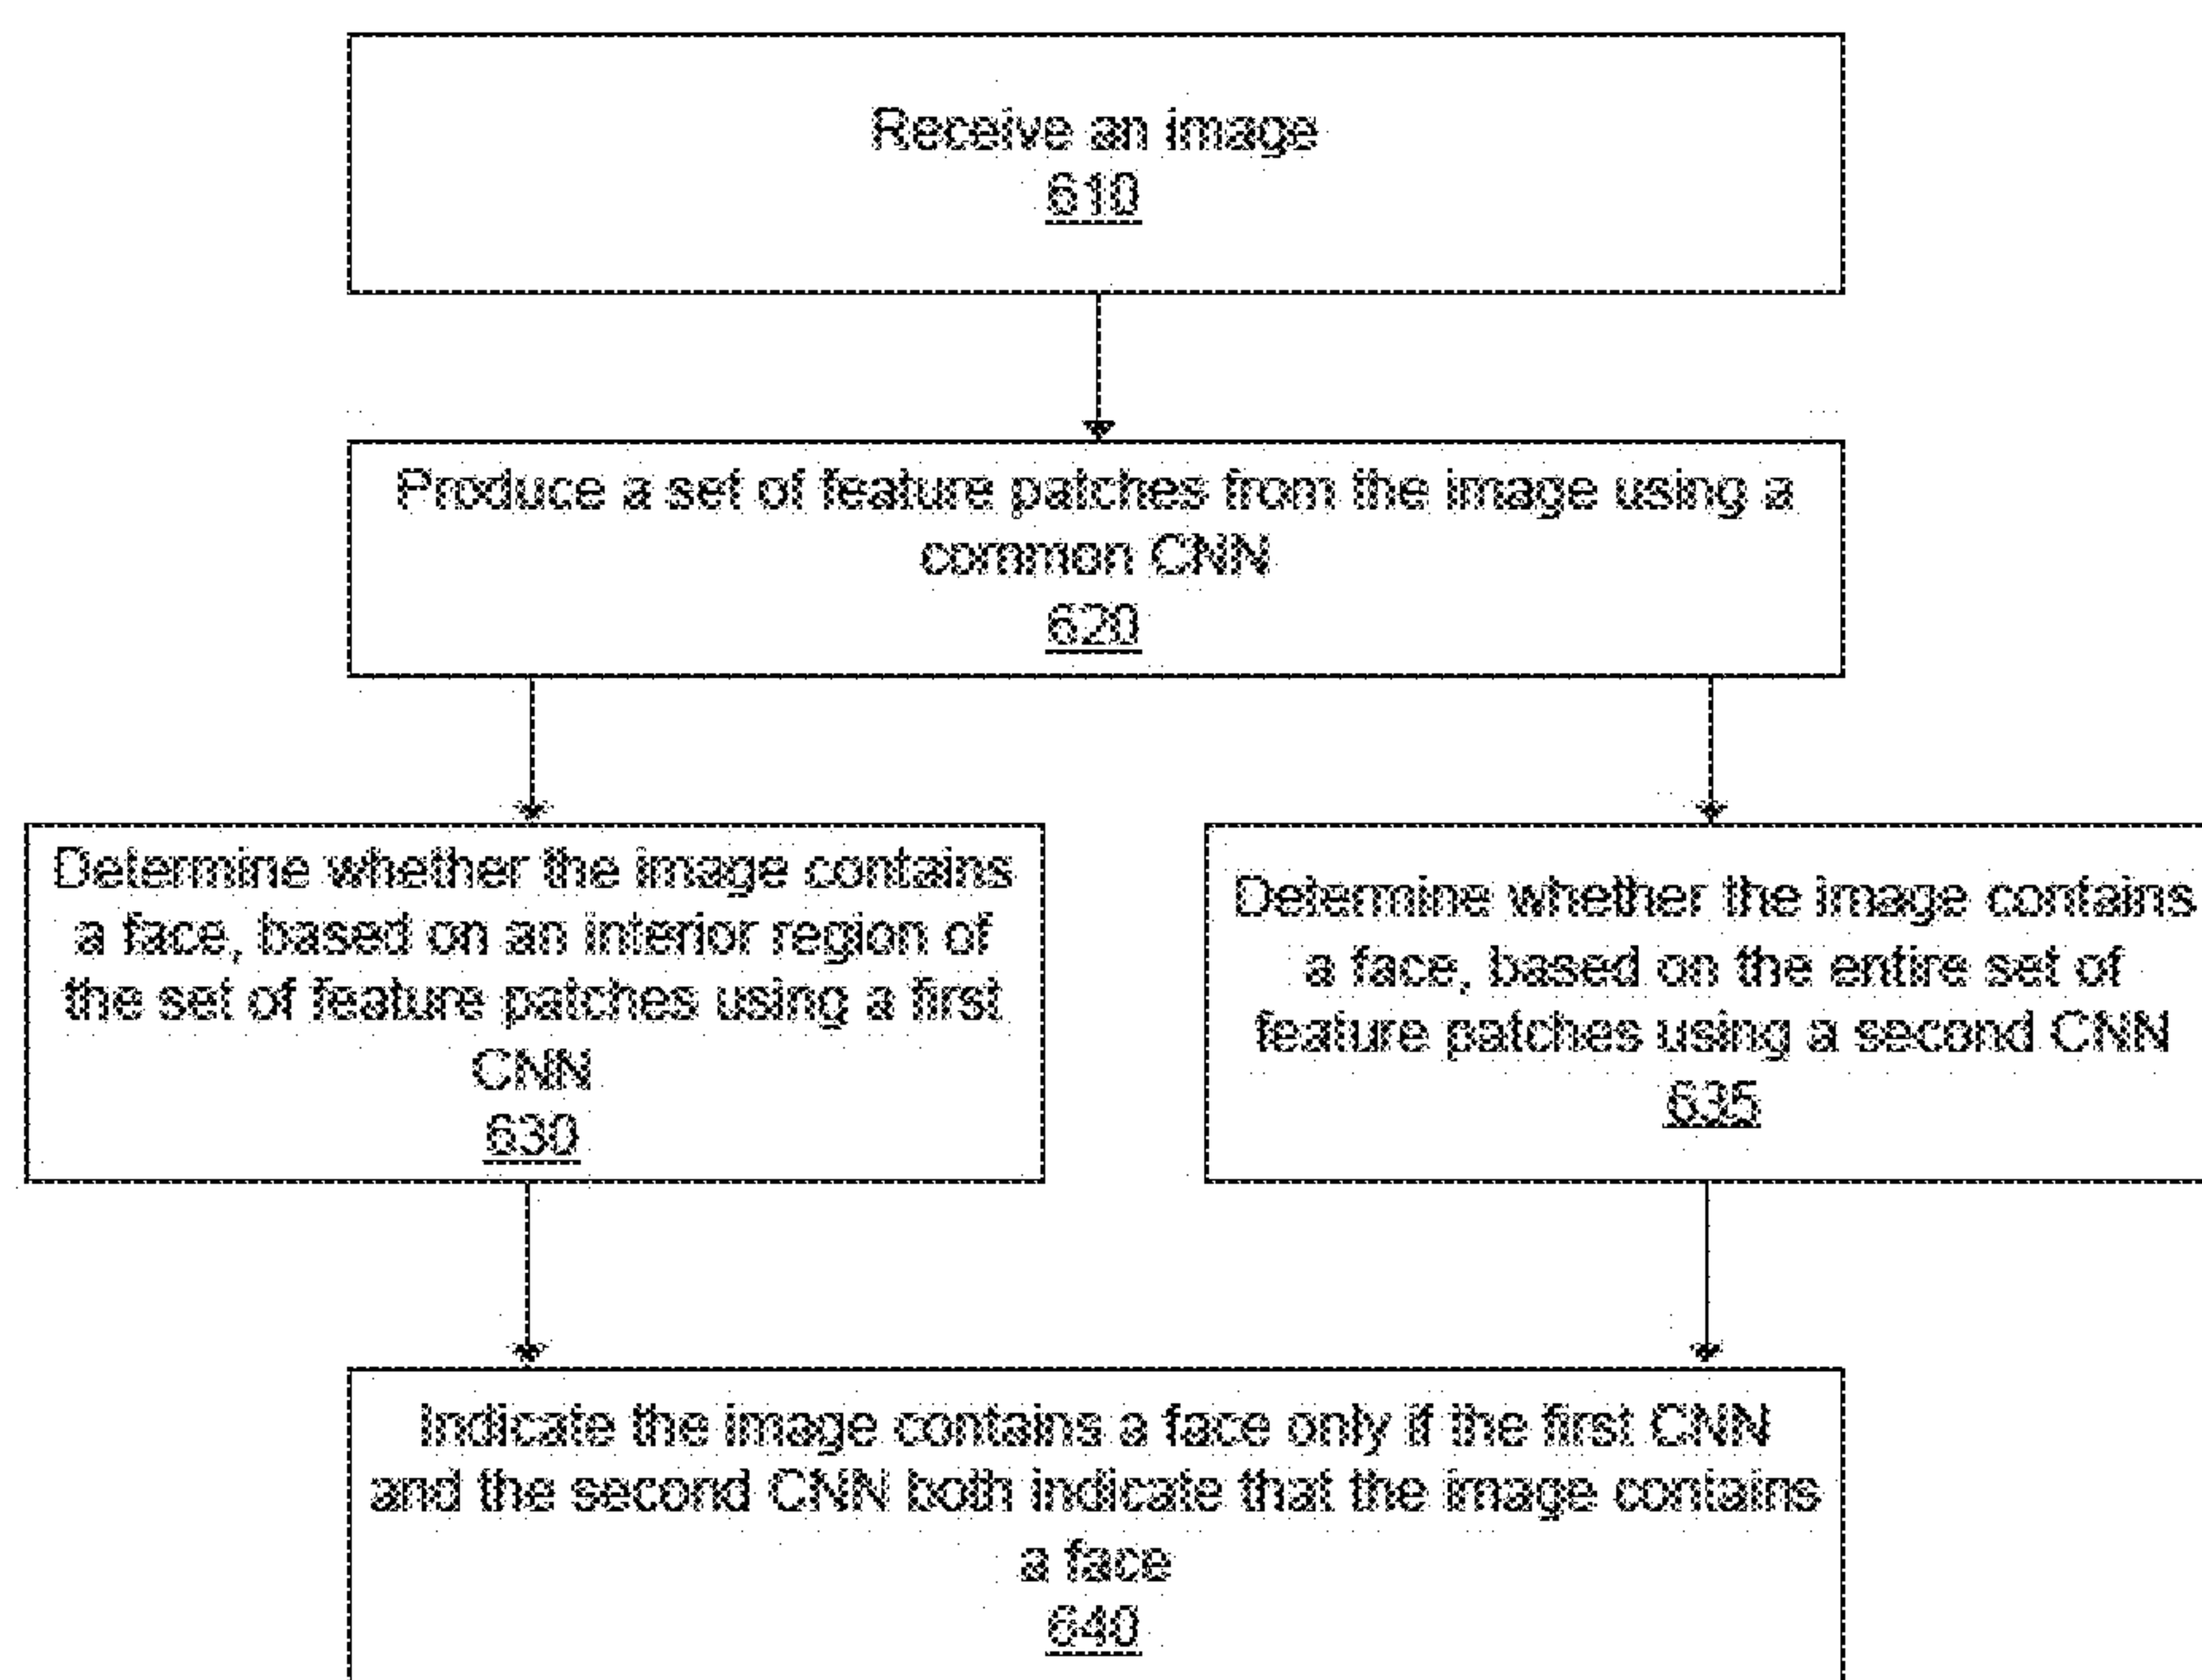 Receive an image
610
Produce a set of feature patches from the image using a
common CNN
620
Determine whether the image contains
a face, based on an interior region of
the set of feature patches using a first
CNN
630
Determine whether the image contains
a face, based on the entire set of
feature patches using a second CNN
635
Indicate the image contains a face only if the first CNN
and the second CNN both indicate that the image contains
a face
640